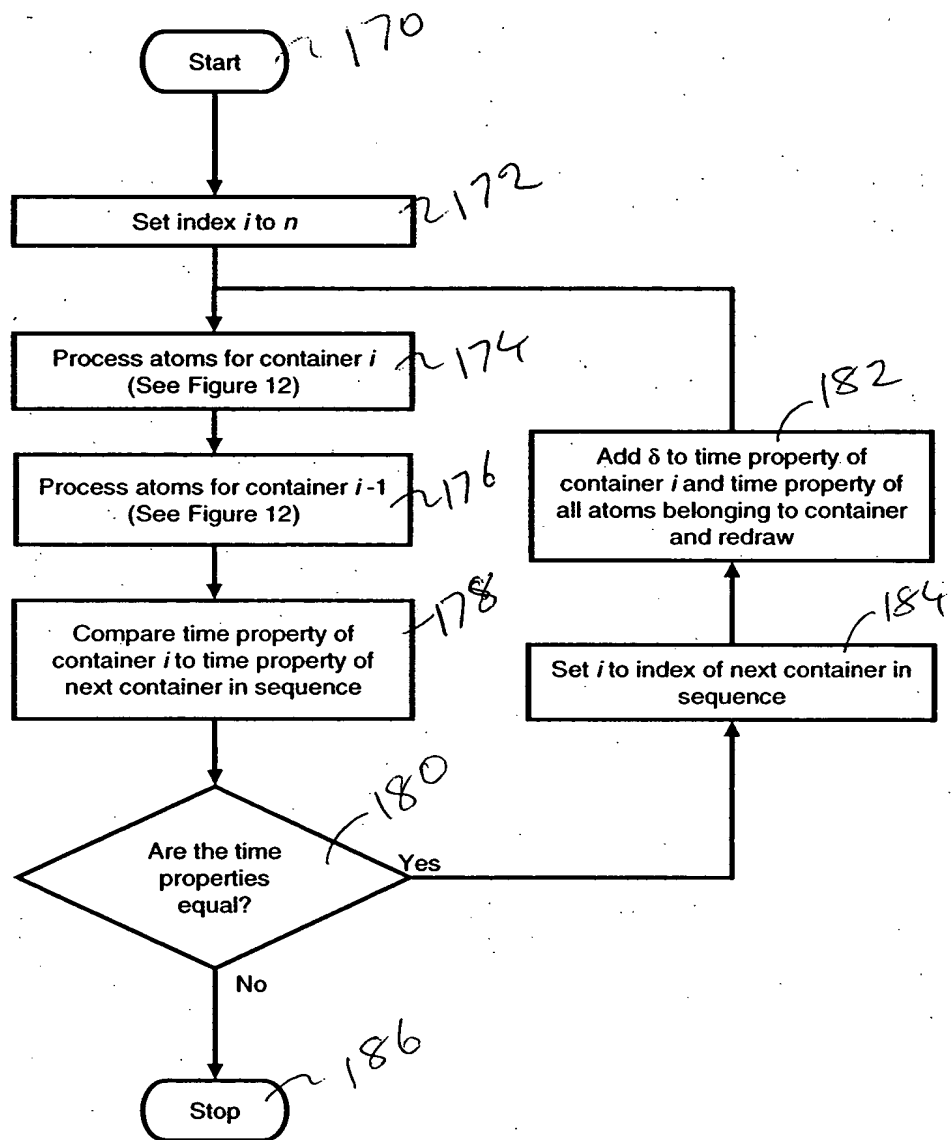 Start
170
Set index i to n
172
Process atoms for container i
(See Figure 12)
174
Process atoms for container i -1
(See Figure 12)
176
Compare time property of
container i to time property of
next container in sequence
178
Are the time
properties
equal?
180
Yes
No
Stop
186
182
Add δ to time property of
container i and time property of
all atoms belonging to container
and redraw
184
Set i to index of next container in
sequence